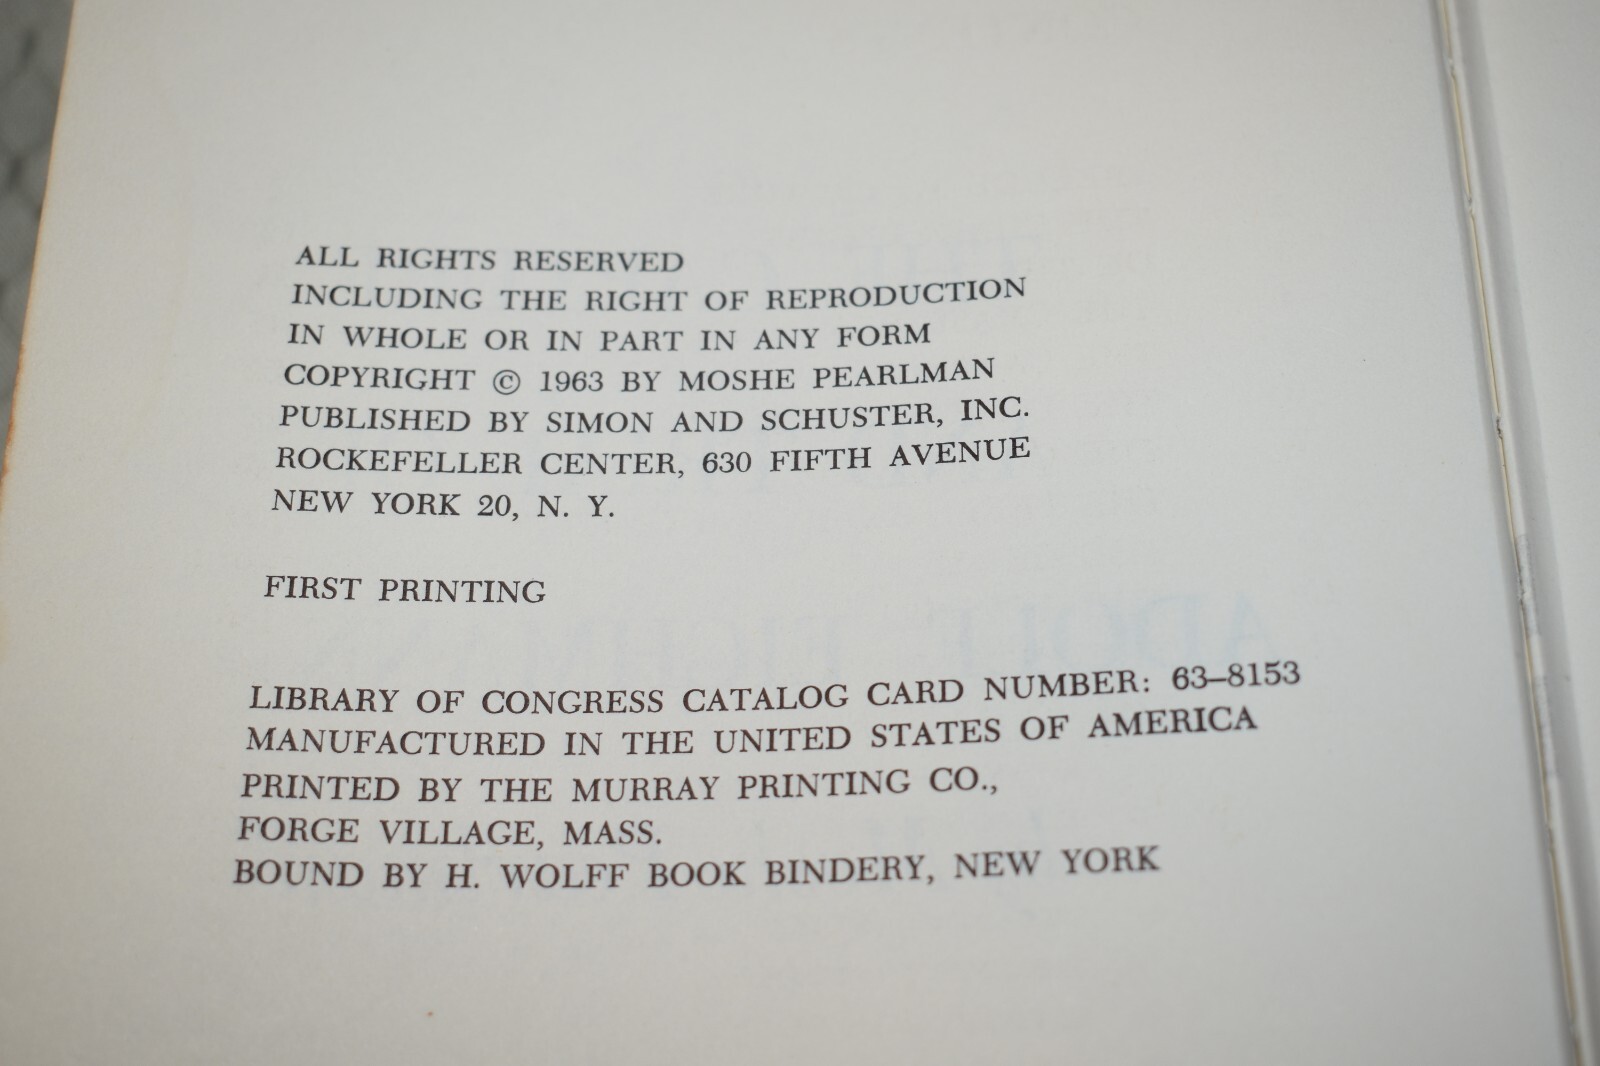 ALL RIGHTS RESERVED
INCLUDING THE RIGHT OF REPRODUCTION
IN WHOLE OR IN PART IN ANY FORM
COPYRIGHT © 1963 BY MOSHE PEARLMAN
PUBLISHED BY SIMON AND SCHUSTER, INC.
ROCKEFELLER CENTER, 630 FIFTH AVENUE
NEW YORK 20, N. Y.
FIRST PRINTING
LIBRARY OF CONGRESS CATALOG CARD NUMBER: 63–8153
MANUFACTURED IN THE UNITED STATES OF AMERICA
PRINTED BY THE MURRAY PRINTING CO.,
FORGE VILLAGE, MASS.
BOUND BY H. WOLFF BOOK BINDERY, NEW YORK